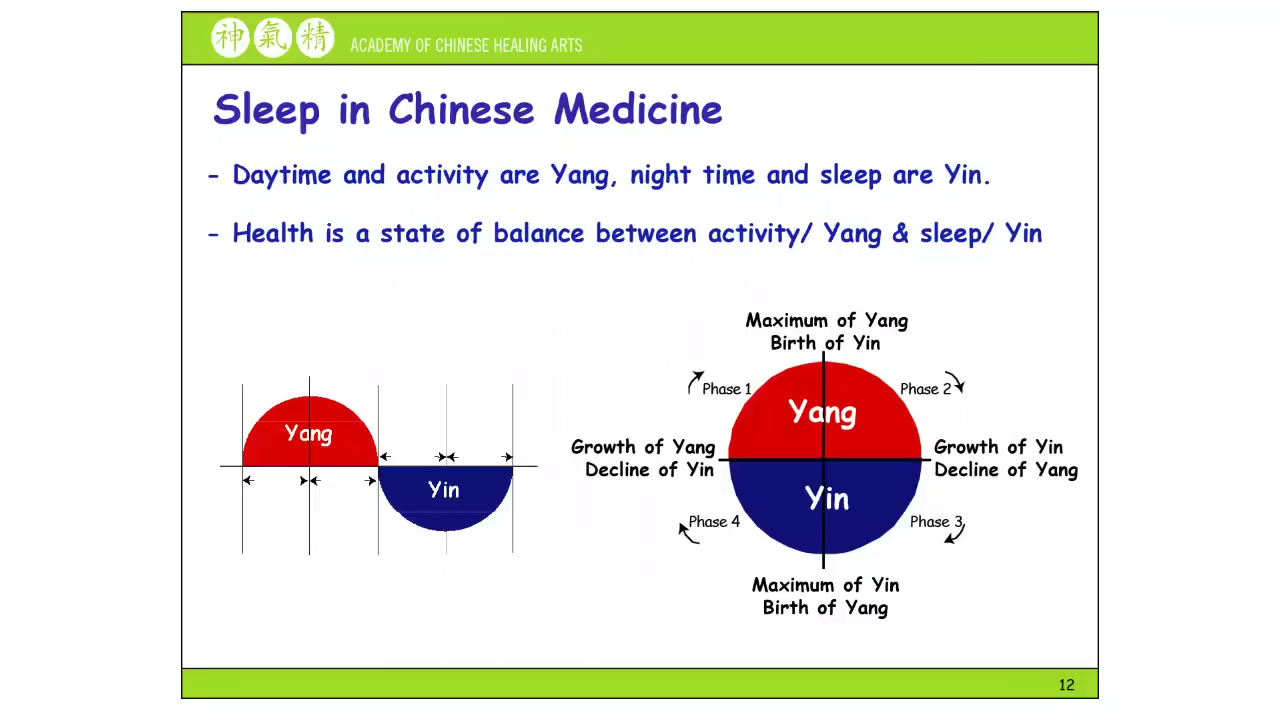 神 氣 精 ACADEMY OF CHINESE HEALING ARTS
Sleep in Chinese Medicine
- Daytime and activity are Yang, night time and sleep are Yin.
- Health is a state of balance between activity/ Yang & sleep/ Yin
Yang
Yin
Maximum of Yang
Birth of Yin
Phase 1
Phase 2
Yang
Growth of Yang
Decline of Yin
Growth of Yin
Decline of Yang
Yin
Phase 4
Phase 3
Maximum of Yin
Birth of Yang
12